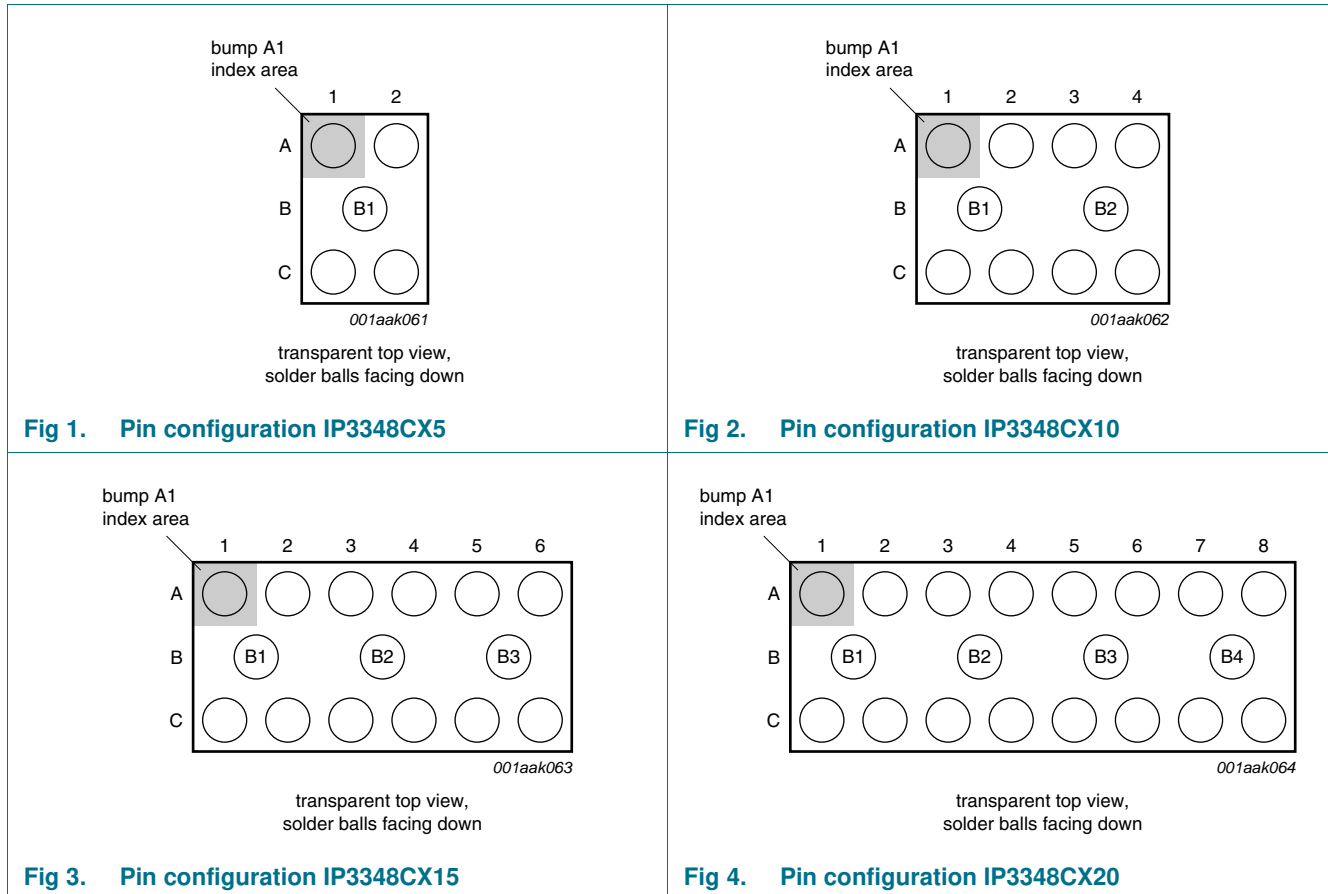 bump A1
index area
1 2
A
B B1
C
001aak061
transparent top view,
solder balls facing down
Fig 1. Pin configuration IP3348CX5
bump A1
index area
1 2 3 4
A
B B1 B2
C
001aak062
transparent top view,
solder balls facing down
Fig 2. Pin configuration IP3348CX10
bump A1
index area
1 2 3 4 5 6
A
B B1 B2 B3
C
001aak063
transparent top view,
solder balls facing down
Fig 3. Pin configuration IP3348CX15
bump A1
index area
1 2 3 4 5 6 7 8
A
B B1 B2 B3 B4
C
001aak064
transparent top view,
solder balls facing down
Fig 4. Pin configuration IP3348CX20